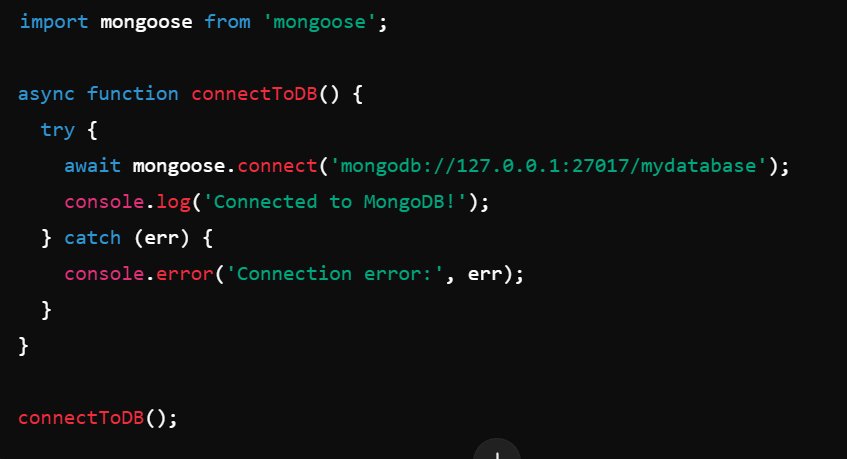 import mongoose from 'mongoose';
async function connectToDB() {
try {
await mongoose.connect('mongodb://127.0.0.1:27017/mydatabase');
console.log('Connected to MongoDB!');
} catch (err) {
console.error('Connection error:', err);
}
}
connectToDB();